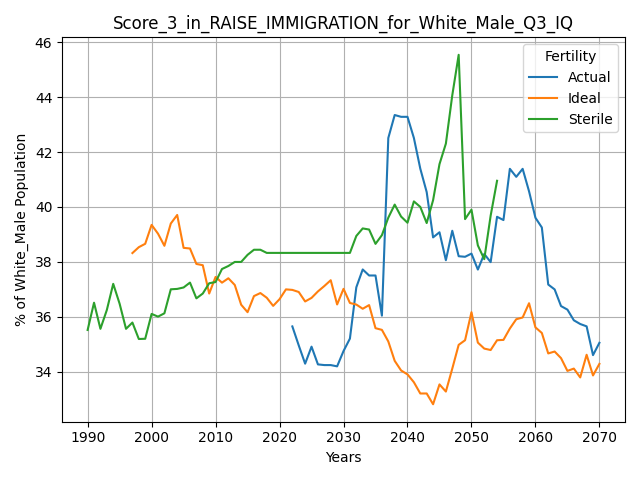 Score_3_in_RAISE_IMMIGRATION_for_White_Male_Q3_IQ
% of White_Male Population
46
44
42
40
38
36
34
Fertility
Actual
Ideal
Sterile
1990 2000 2010 2020 2030 2040 2050 2060 2070
Years